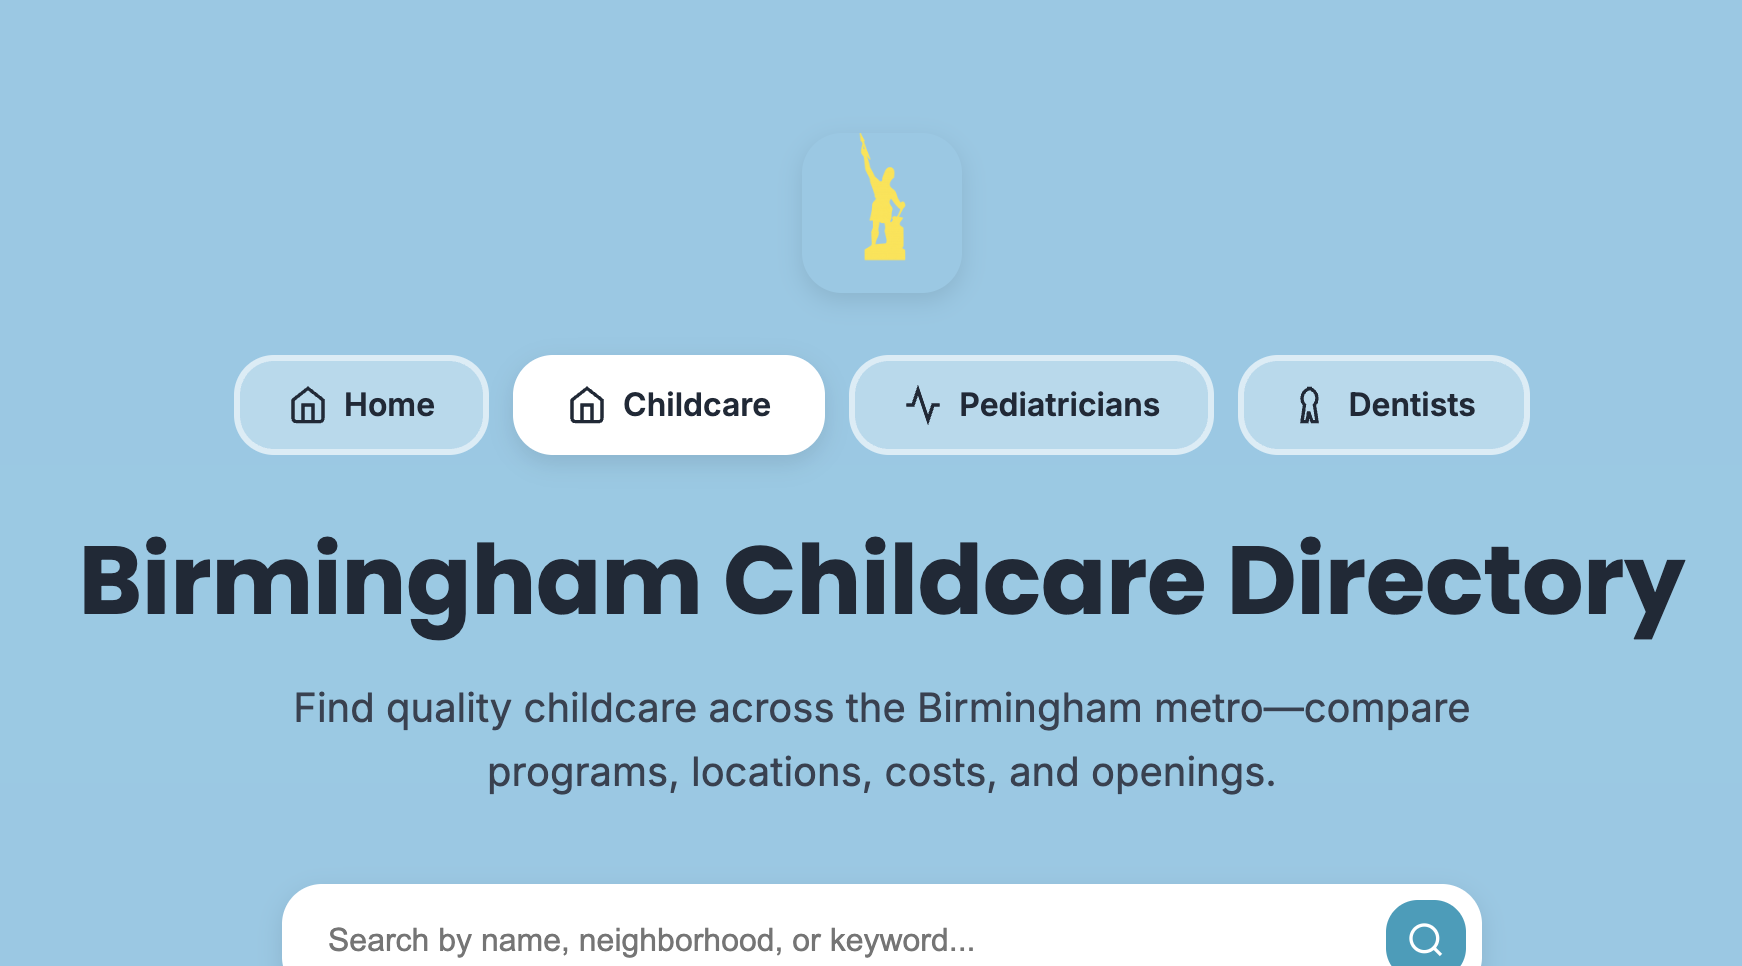 Home
Childcare
Pediatricians
Dentists
Birmingham Childcare Directory
Find quality childcare across the Birmingham metro—compare
programs, locations, costs, and openings.
Search by name, neighborhood, or keyword...